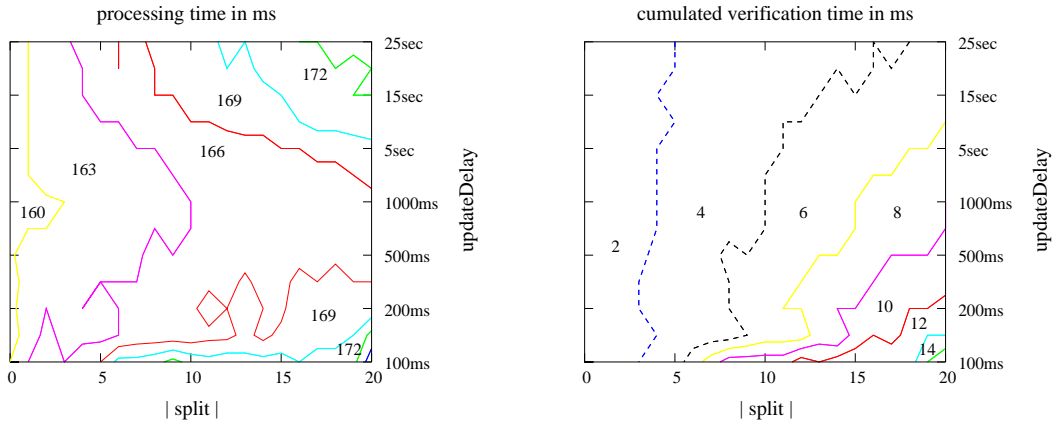 processing time in ms
25sec
15sec
5sec
1000ms
500ms
200ms
100ms
updateDelay
172
169
166
163
160
169
172
0
5
10
15
20
| split |
cumulated verification time in ms
25sec
15sec
5sec
1000ms
500ms
200ms
100ms
updateDelay
2
4
6
8
10
12
14
0
5
10
15
20
| split |